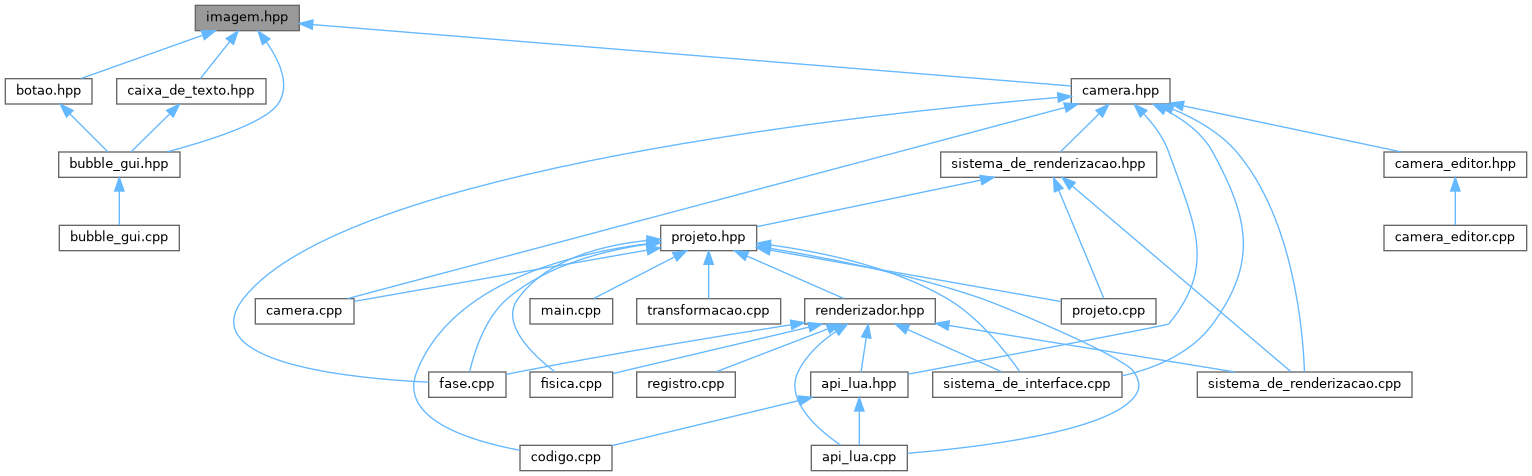 imagem.hpp
botao.hpp
caixa_de_texto.hpp
camera.hpp
bubble_gui.hpp
sistema_de_renderizacao.hpp
camera_editor.hpp
bubble_gui.cpp
projeto.hpp
camera_editor.cpp
camera.cpp
main.cpp
transformacao.cpp
renderizador.hpp
projeto.cpp
fase.cpp
fisica.cpp
registro.cpp
api_lua.hpp
sistema_de_interface.cpp
sistema_de_renderizacao.cpp
codigo.cpp
api_lua.cpp